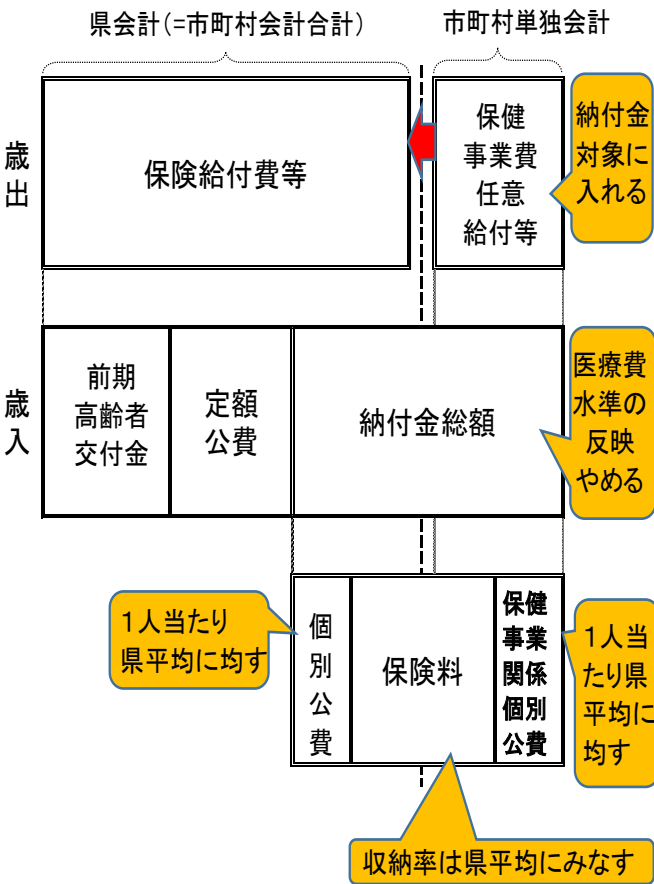 県会計(=市町村会計合計)
市町村単独会計
歳出
保険給付費等
保健
事業費
任意
給付等
納付金
対象に
入れる
歳入
前期
高齢者
交付金
定額
公費
納付金総額
医療費
水準の
反映
やめる
1人当たり
県平均に均す
個別公費
保険料
保健
事業
関係
個別
公費
1人当
たり県
平均に
均す
収納率は県平均にみなす